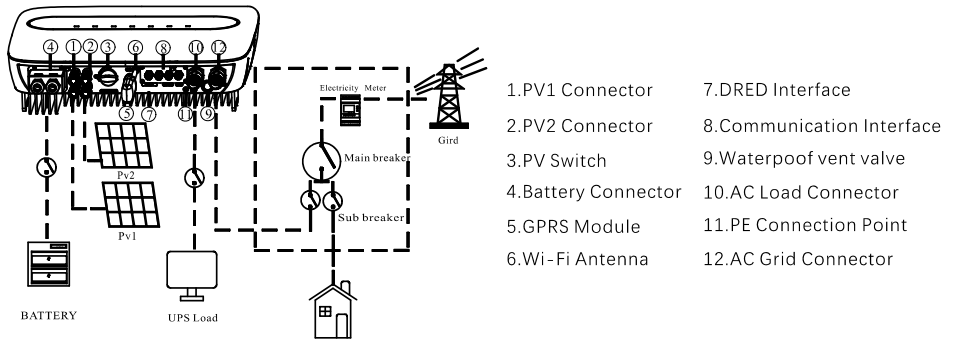 ④ ① ② ③ ⑥ ⑧ ⑩ ⑫
⑤ ⑦ ⑪ ⑨
Electricity Meter
Gird
Main breaker
Sub breaker
Pv2
Pv1
BATTERY
UPS Load
1.PV1 Connector
2.PV2 Connector
3.PV Switch
4.Battery Connector
5.GPRS Module
6.Wi-Fi Antenna
7.DRED Interface
8.Communication Interface
9.Waterpoof vent valve
10.AC Load Connector
11.PE Connection Point
12.AC Grid Connector